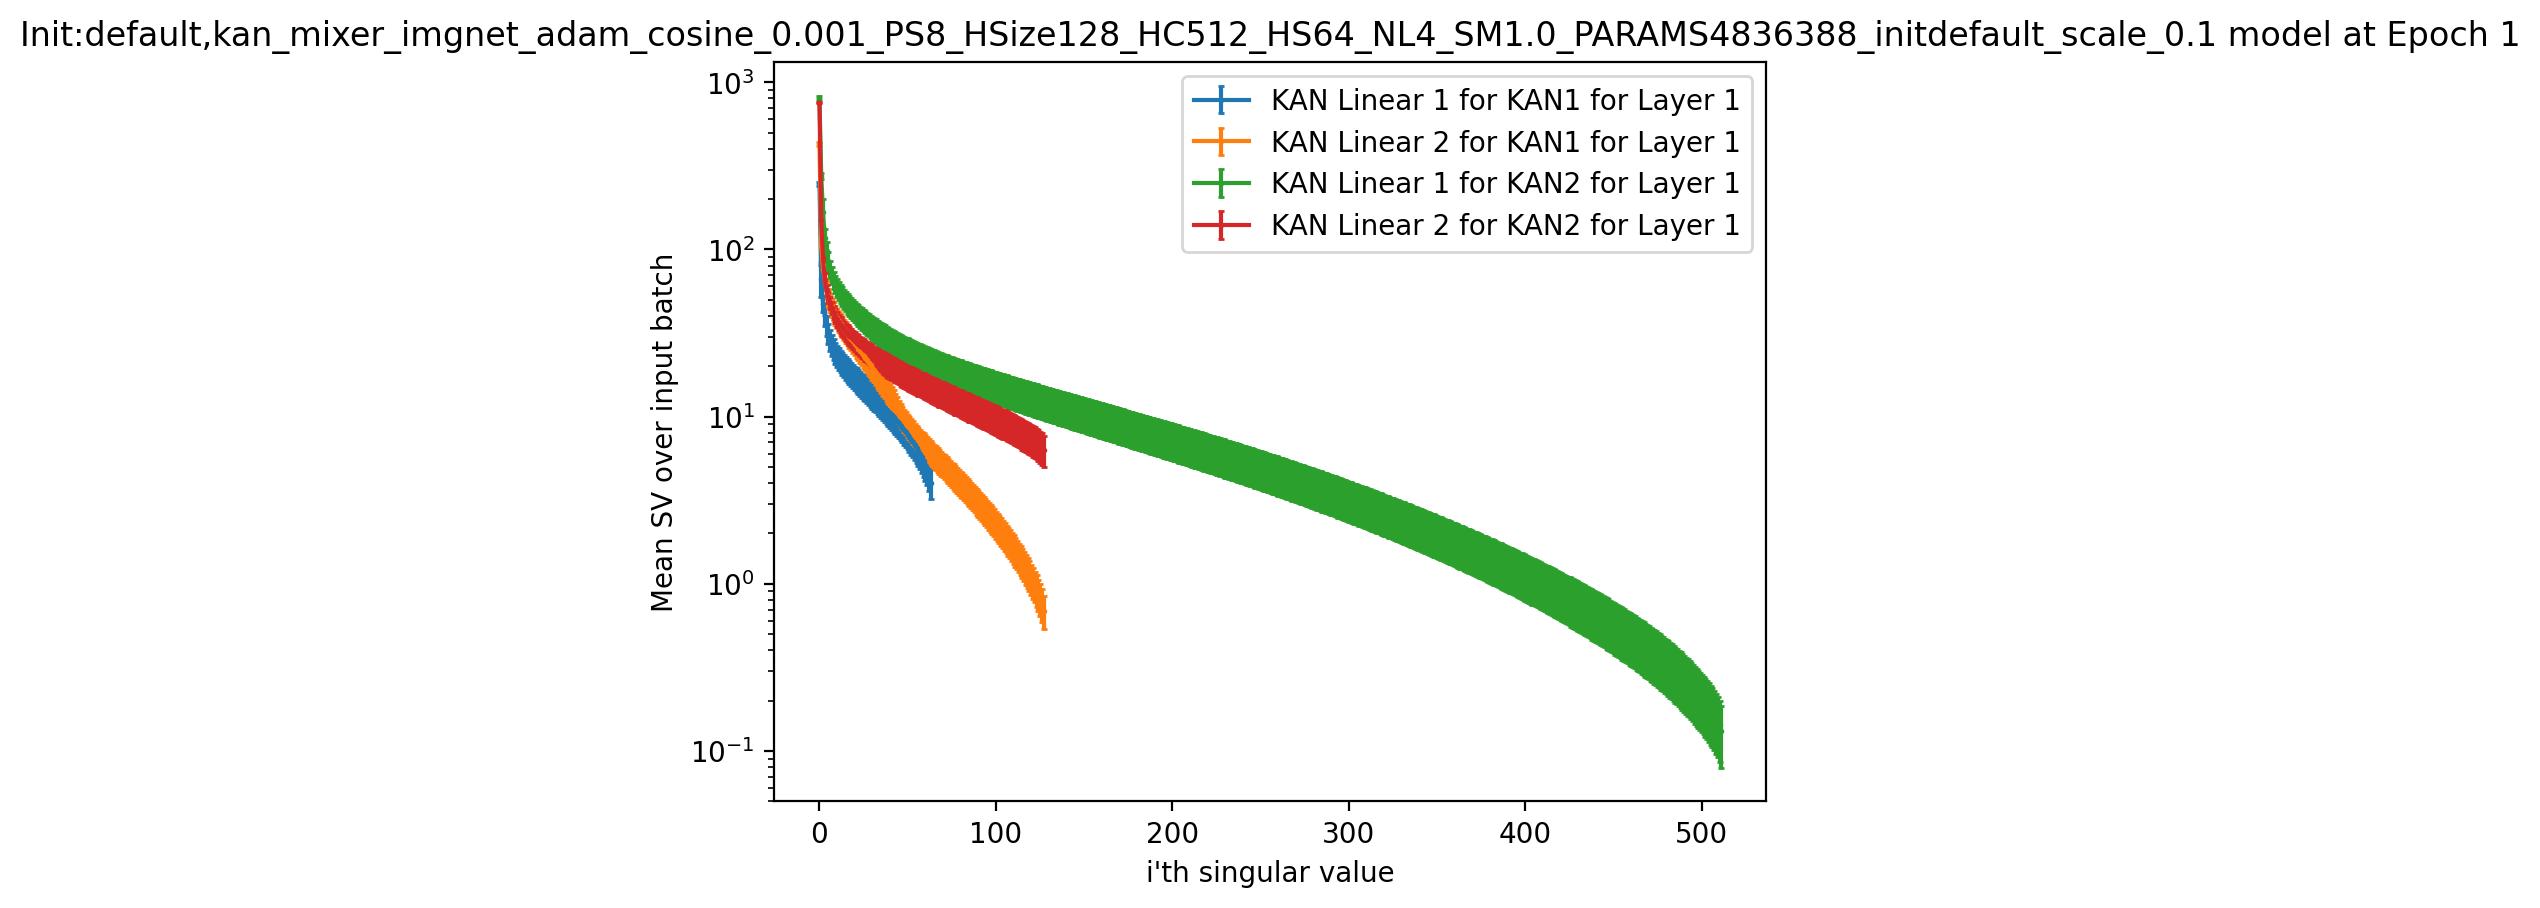 Init:default,kan_mixer_imgnet_adam_cosine_0.001_PS8_HSize128_HC512_HS64_NL4_SM1.0_PARAMS4836388_initdefault_scale_0.1 model at Epoch 1
KAN Linear 1 for KAN1 for Layer 1
KAN Linear 2 for KAN1 for Layer 1
KAN Linear 1 for KAN2 for Layer 1
KAN Linear 2 for KAN2 for Layer 1
Mean SV over input batch
10³
10²
10¹
10⁰
10⁻¹
0 100 200 300 400 500
i'th singular value